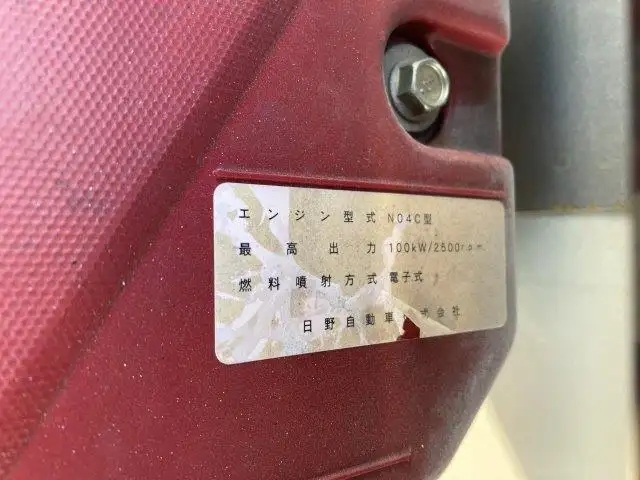 エンジン型式 N04C型
最高出力 100kW/2500r.p.m.
燃料噴射方式 電子式
日野自動車 式会社